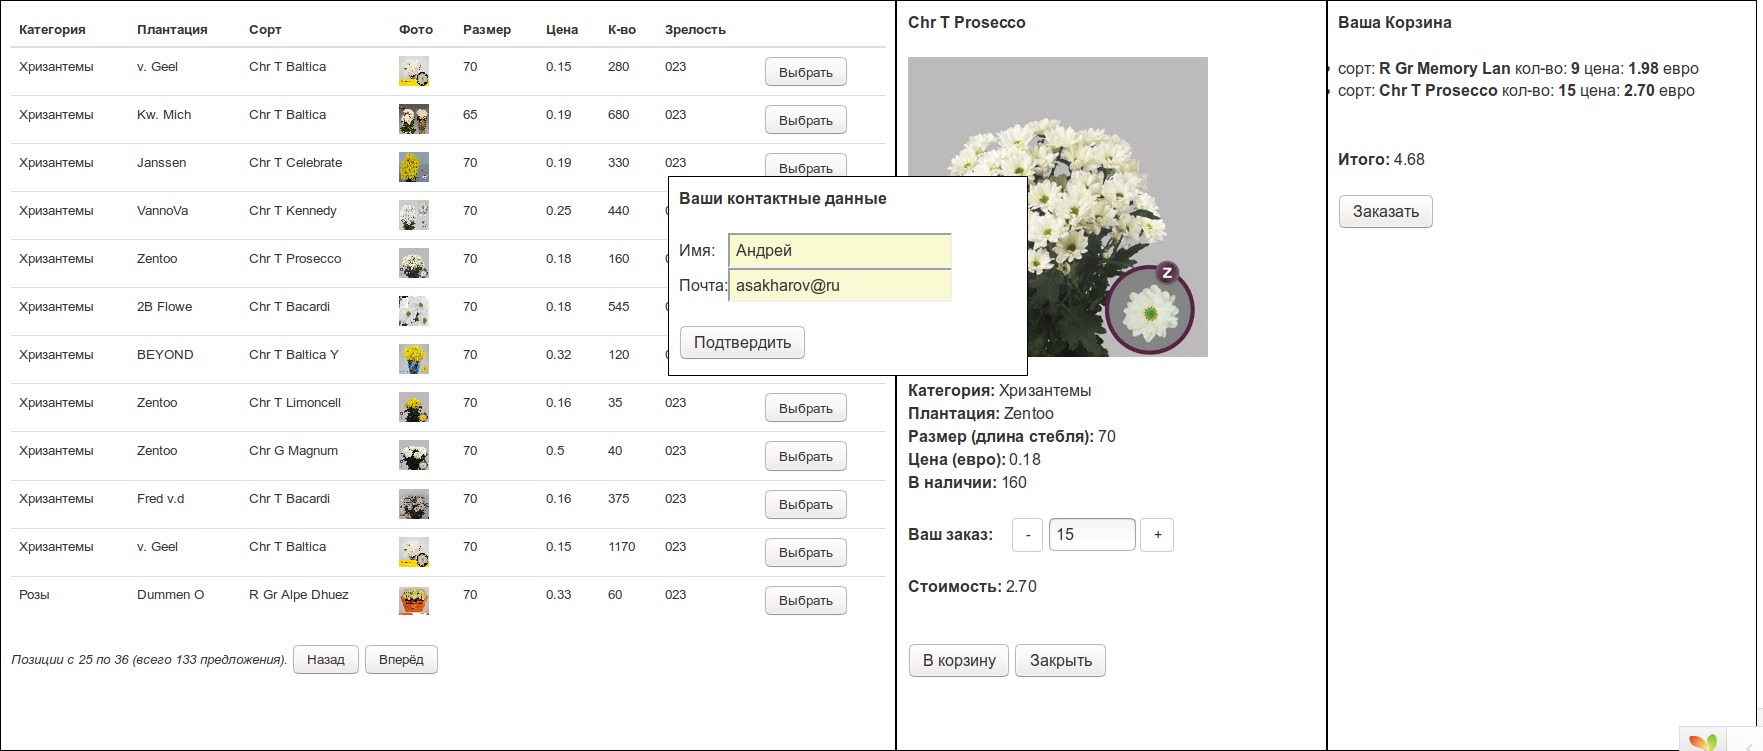 Категория Плантация Сорт Фото Размер Цена К-во Зрелость
Хризантемы v. Geel Chr T Baltica 70 0.15 280 023 Выбрать
Хризантемы Kw. Mich Chr T Baltica 65 0.19 680 023 Выбрать
Хризантемы Janssen Chr T Celebrate 70 0.19 330 023 Выбрать
Хризантемы VannoVa Chr T Kennedy 70 0.25 440
Хризантемы Zentoo Chr T Prosecco 70 0.18 160
Хризантемы 2B Flowe Chr T Bacardi 70 0.18 545
Хризантемы BEYOND Chr T Baltica Y 70 0.32 120
Хризантемы Zentoo Chr T Limoncell 70 0.16 35 023 Выбрать
Хризантемы Zentoo Chr G Magnum 70 0.5 40 023 Выбрать
Хризантемы Fred v.d Chr T Bacardi 70 0.16 375 023 Выбрать
Хризантемы v. Geel Chr T Baltica 70 0.15 1170 023 Выбрать
Розы Dummen O R Gr Alpe Dhuez 70 0.33 60 023 Выбрать
Позиции с 25 по 36 (всего 133 предложения). Назад Вперёд
Ваши контактные данные
Имя: Андрей
Почта: asakharov@ru
Подтвердить
Chr T Prosecco
Z
Категория: Хризантемы
Плантация: Zentoo
Размер (длина стебля): 70
Цена (евро): 0.18
В наличии: 160
Ваш заказ: - 15 +
Стоимость: 2.70
В корзину Закрыть
Ваша Корзина
сорт: R Gr Memory Lan кол-во: 9 цена: 1.98 евро
сорт: Chr T Prosecco кол-во: 15 цена: 2.70 евро
Итого: 4.68
Заказать